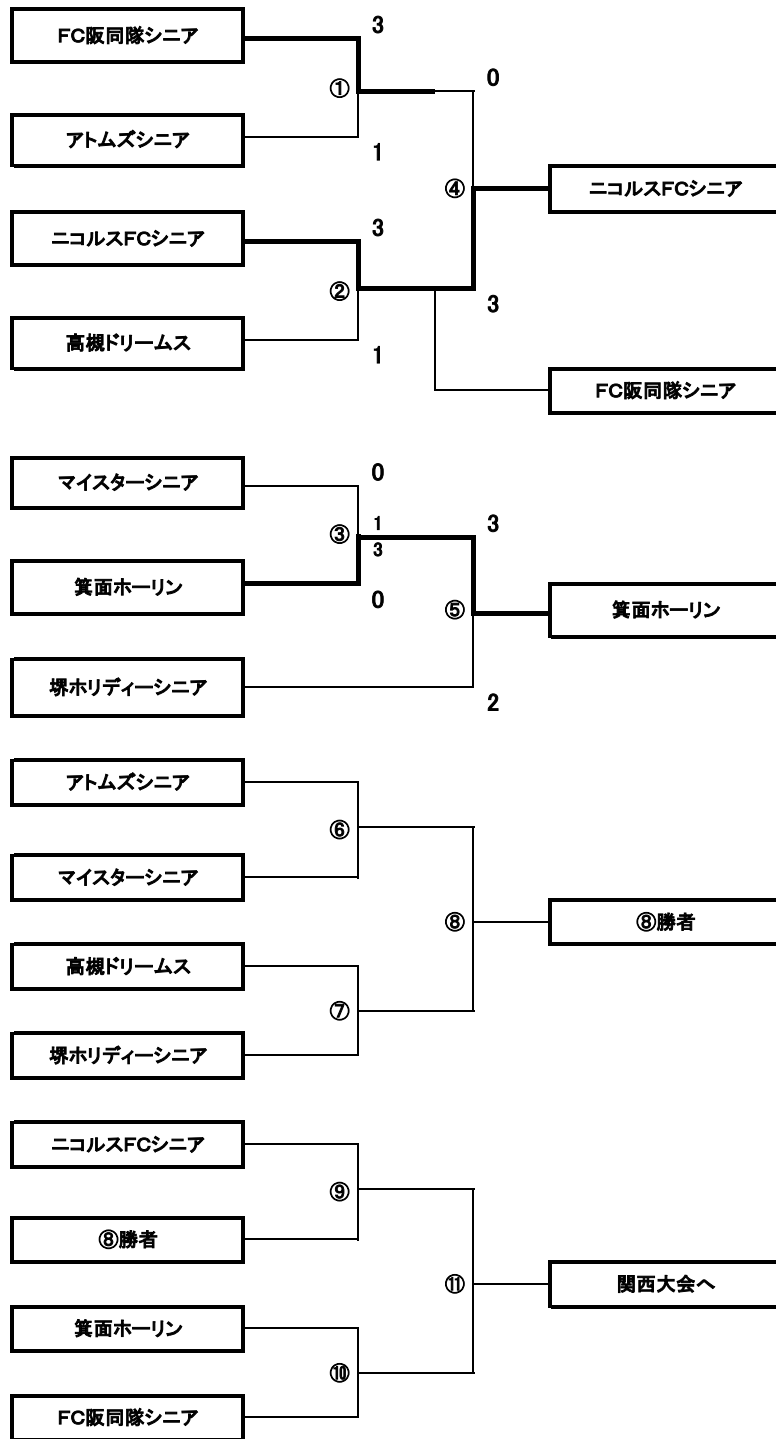 FC阪同隊シニア
3
①
0
アトムズシニア
1
④
ニコルスFCシニア
ニコルスFCシニア
3
②
3
高槻ドリームス
1
FC阪同隊シニア
マイスターシニア
0
③
1
3
3
箕面ホーリン
0
⑤
箕面ホーリン
堺ホリディーシニア
2
アトムズシニア
⑥
マイスターシニア
⑧
⑧勝者
高槻ドリームス
⑦
堺ホリディーシニア
ニコルスFCシニア
⑨
⑧勝者
⑪
関西大会へ
箕面ホーリン
⑩
FC阪同隊シニア